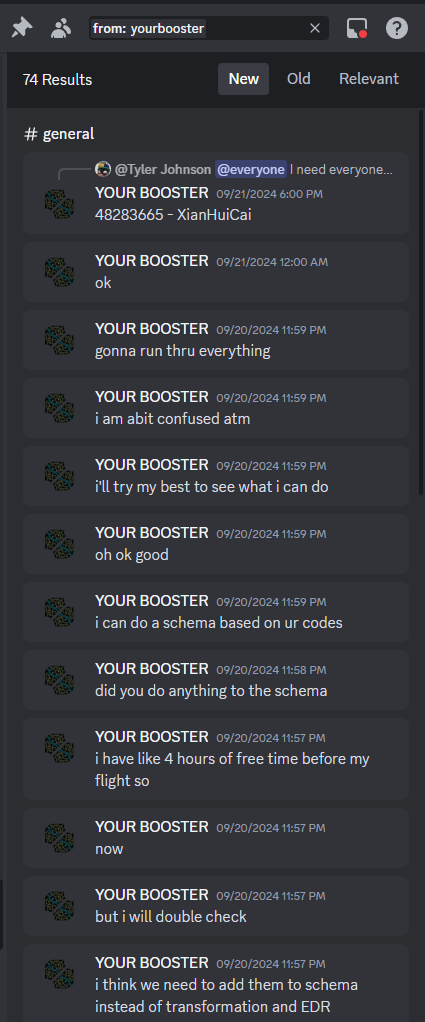 from: yourbooster
74 Results
New
Old
Relevant
# general
@Tyler Johnson @everyone I need everyone...
YOUR BOOSTER 09/21/2024 6:00 PM
48283665 - XianHuiCai
YOUR BOOSTER 09/21/2024 12:00 AM
ok
YOUR BOOSTER 09/20/2024 11:59 PM
gonna run thru everything
YOUR BOOSTER 09/20/2024 11:59 PM
i am abit confused atm
YOUR BOOSTER 09/20/2024 11:59 PM
i'll try my best to see what i can do
YOUR BOOSTER 09/20/2024 11:59 PM
oh ok good
YOUR BOOSTER 09/20/2024 11:59 PM
i can do a schema based on ur codes
YOUR BOOSTER 09/20/2024 11:58 PM
did you do anything to the schema
YOUR BOOSTER 09/20/2024 11:57 PM
i have like 4 hours of free time before my
flight so
YOUR BOOSTER 09/20/2024 11:57 PM
now
YOUR BOOSTER 09/20/2024 11:57 PM
but i will double check
YOUR BOOSTER 09/20/2024 11:57 PM
i think we need to add them to schema
instead of transformation and EDR